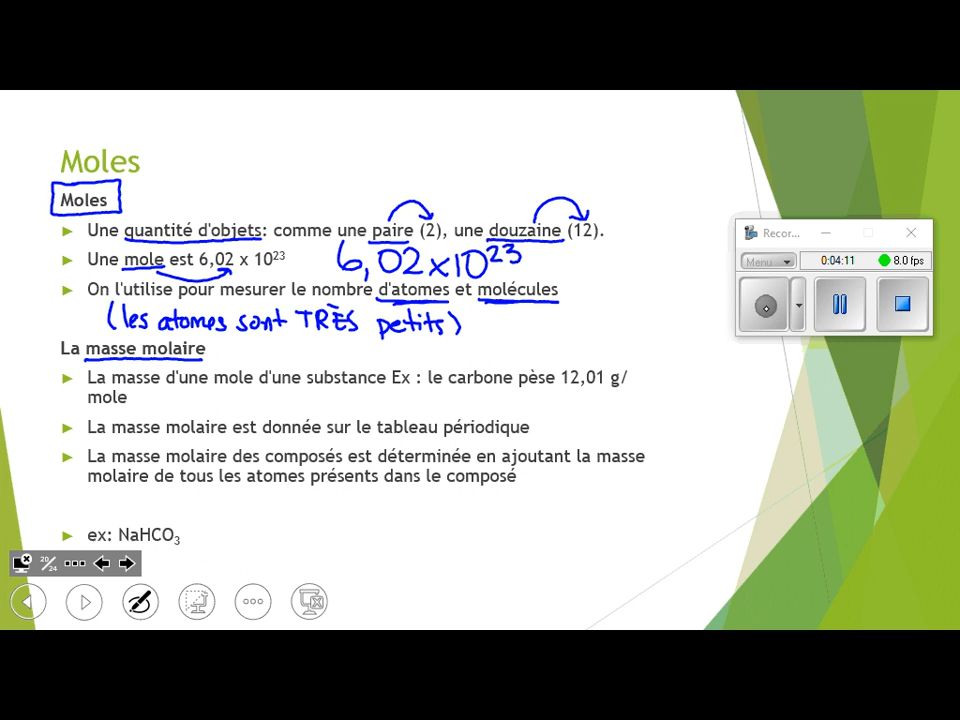 Moles
Moles
► Une quantité d'objets: comme une paire (2), une douzaine (12).
► Une mole est 6,02 x 10²³ 6,02x10²³
► On l'utilise pour mesurer le nombre d'atomes et molécules
(les atomes sont TRÈS petits)
La masse molaire
► La masse d'une mole d'une substance Ex : le carbone pèse 12,01 g/
mole
► La masse molaire est donnée sur le tableau périodique
► La masse molaire des composés est déterminée en ajoutant la masse
molaire de tous les atomes présents dans le composé
► ex: NaHCO₃
20/24
Recor...
Menu
0:04:11
8.0 fps